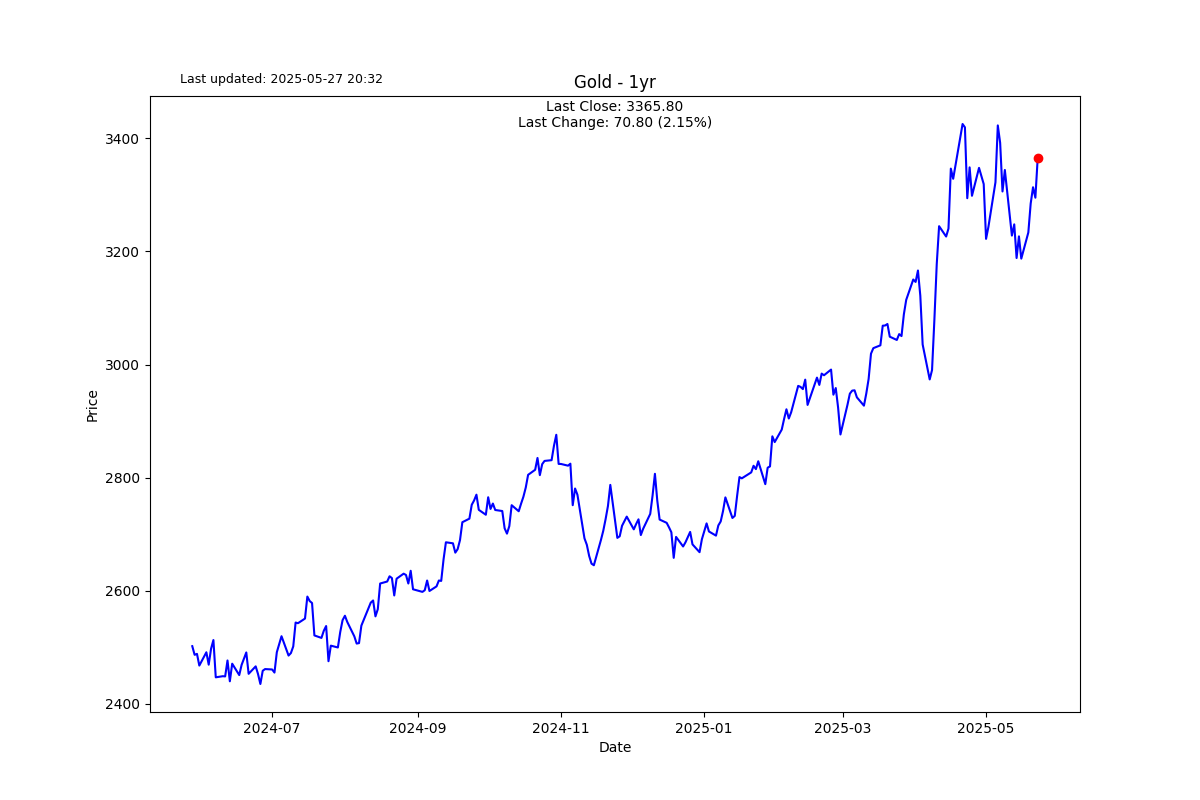 Last updated: 2025-05-27 20:32
Gold - 1yr
Last Close: 3365.80
Last Change: 70.80 (2.15%)
3400
3200
3000
2800
2600
2400
Price
2024-07
2024-09
2024-11
2025-01
2025-03
2025-05
Date